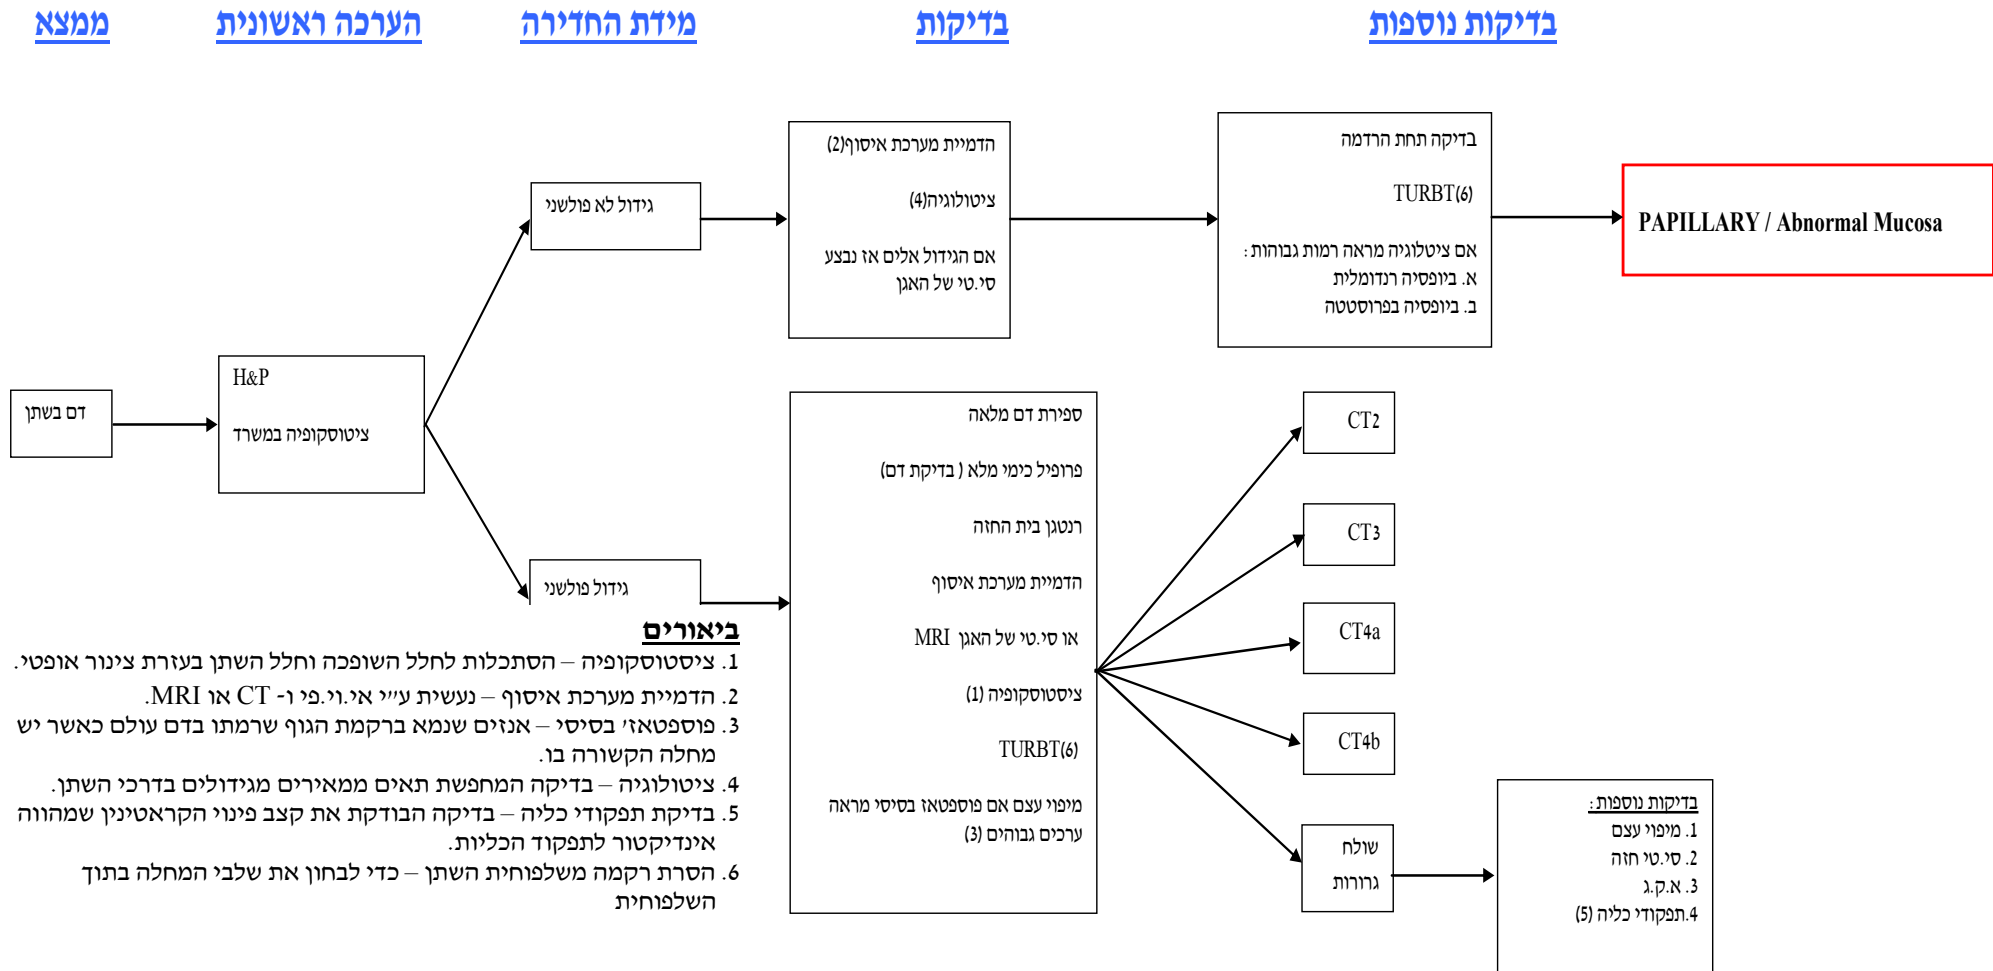 ממצא
הערכה ראשונית
מידת החדירה
בדיקות
בדיקות נוספות
דם בשתן
H&P
ציטוסקופיה במשרד
גידול לא פולשני
הדמיית מערכת איסוף(2)
ציטולוגיה(4)
אם הגידול אלים אז נבצע
סי.טי של האגן
בדיקה תחת הרדמה
TURBT(6)
אם ציטלוגיה מראה רמות גבוהות :
א. ביופסיה רנדומלית
ב. ביופסיה בפרוסטטה
PAPILLARY / Abnormal Mucosa
גידול פולשני
ספירת דם מלאה
פרופיל כימי מלא ( בדיקת דם)
רנטגן בית החזה
הדמיית מערכת איסוף
או סי.טי של האגן MRI
ציסטוסקופיה (1)
TURBT(6)
מיפוי עצם אם פוספטאז בסיסי מראה
ערכים גבוהים (3)
CT2
CT3
CT4a
CT4b
שולח
גרורות
בדיקות נוספות :
1. מיפוי עצם
2. סי.טי חזה
3. א.ק.ג
4.תפקודי כליה (5)
ביאורים
1. ציסטוסקופיה – הסתכלות לחלל השופכה וחלל השתן בעזרת צינור אופטי.
2. הדמיית מערכת איסוף – נעשית ע״י אי.וי.פי ו- CT או MRI.
3. פוספטאז׳ בסיסי – אנזים שנמא ברקמת הגוף שרמתו בדם עולם כאשר יש
מחלה הקשורה בו.
4. ציטולוגיה – בדיקה המחפשת תאים ממאירים מגידולים בדרכי השתן.
5. בדיקת תפקודי כליה – בדיקה הבודקת את קצב פינוי הקראטינין שמהווה
אינדיקטור לתפקוד הכליות.
6. הסרת רקמה משלפוחית השתן – כדי לבחון את שלבי המחלה בתוך
השלפוחית